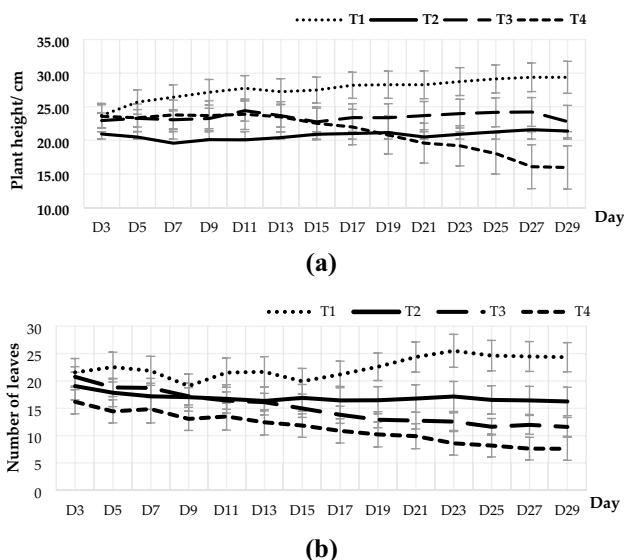 T1 T2 T3 T4
35.00
30.00
25.00
20.00
15.00
10.00
Plant height/ cm
D3 D5 D7 D9 D11 D13 D15 D17 D19 D21 D23 D25 D27 D29
Day
(a)
T1 T2 T3 T4
30
25
20
15
10
5
0
Number of leaves
D3 D5 D7 D9 D11 D13 D15 D17 D19 D21 D23 D25 D27 D29
Day
(b)